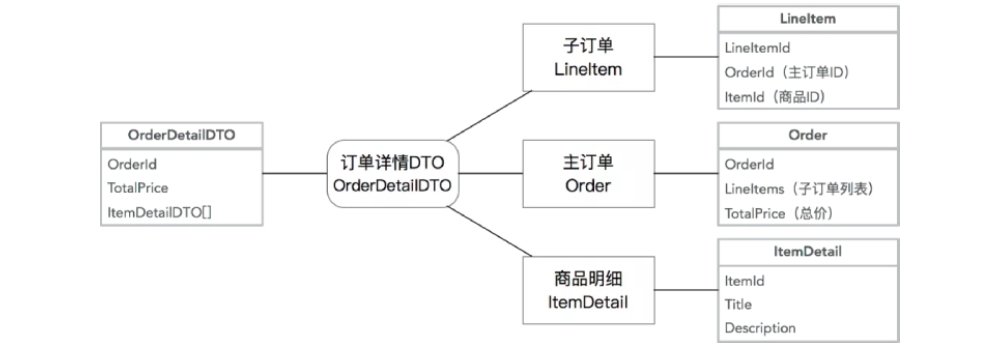 OrderDetailDTO
OrderId
TotalPrice
ItemDetailDTO[]
订单详情DTO
OrderDetailDTO
子订单
LineItem
主订单
Order
商品明细
ItemDetail
LineItem
LineItemId
OrderId（主订单ID）
ItemId（商品ID）
Order
OrderId
LineItems（子订单列表）
TotalPrice（总价）
ItemDetail
ItemId
Title
Description